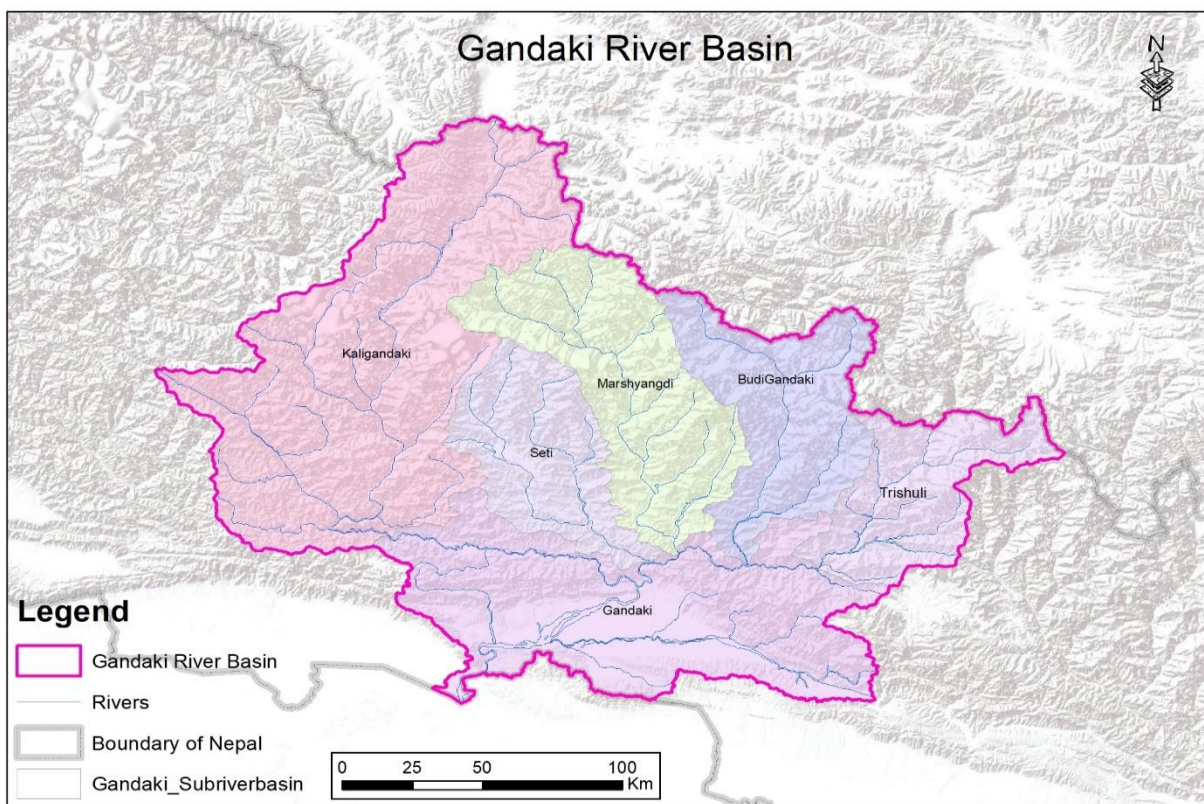 Gandaki River Basin
N
Kaligandaki
Marshyangdi
BudiGandaki
Seti
Trishuli
Gandaki
Legend
Gandaki River Basin
Rivers
Boundary of Nepal
Gandaki_Subriverbasin
0 25 50 100
Km